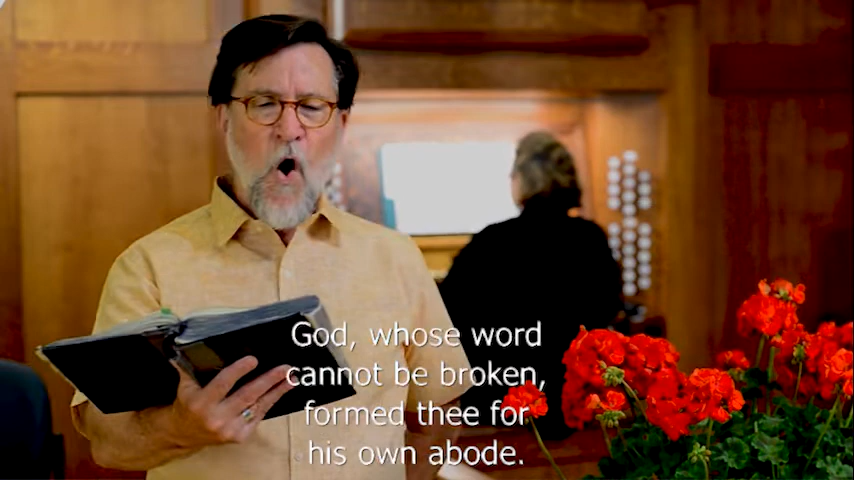 God, whose word
cannot be broken,
formed thee for
his own abode.